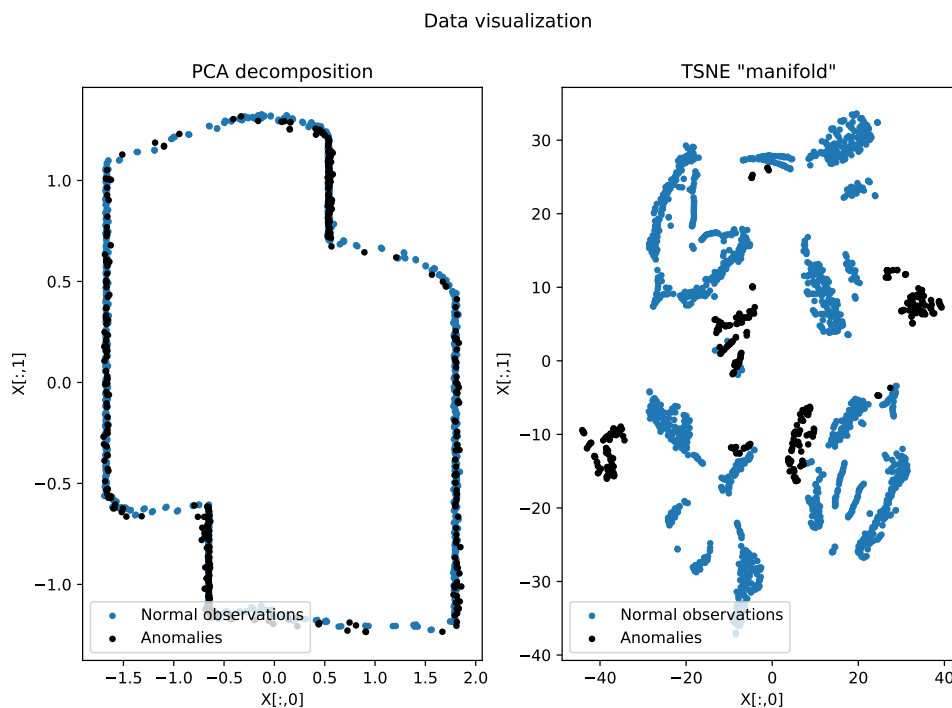 Data visualization
PCA decomposition
1.0
0.5
0.0
−0.5
−1.0
X[:,1]
Normal observations
Anomalies
−1.5 −1.0 −0.5 0.0 0.5 1.0 1.5 2.0
X[:,0]
TSNE "manifold"
30
20
10
0
−10
−20
−30
−40
X[:,1]
Normal observations
Anomalies
−40 −20 0 20 40
X[:,0]